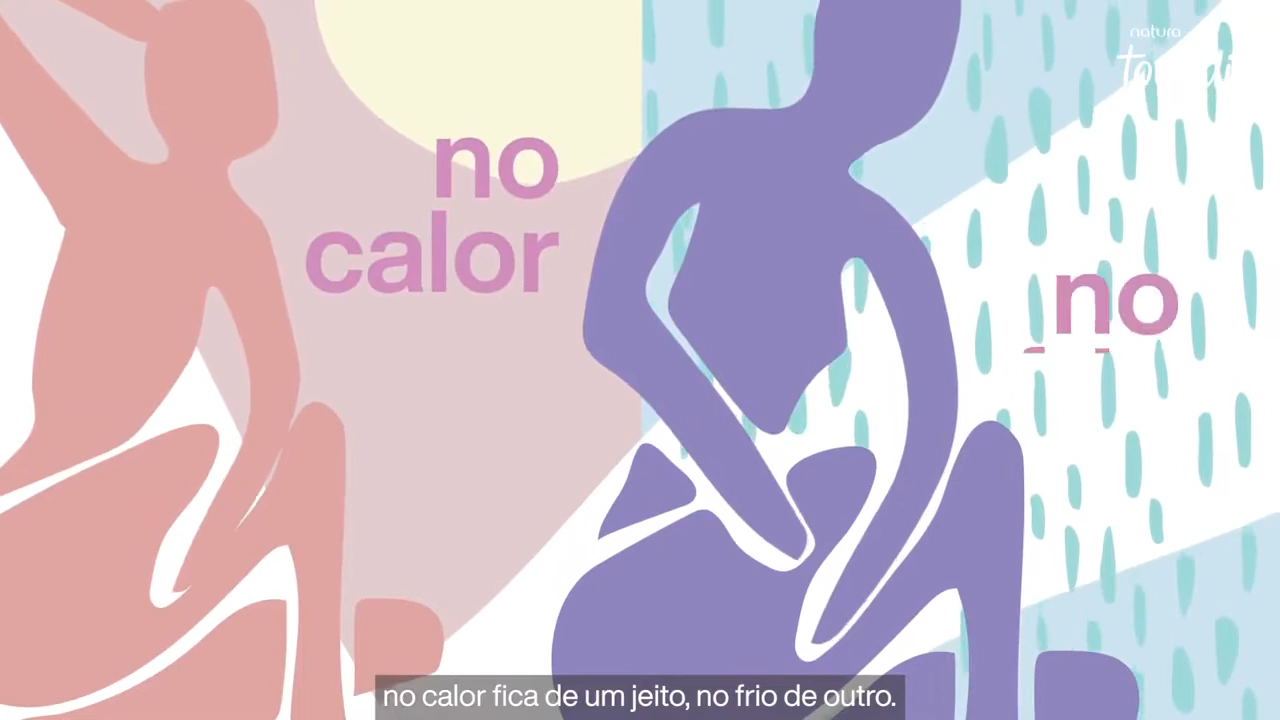 natura
no
calor
no
no calor fica de um jeito, no frio de outro.